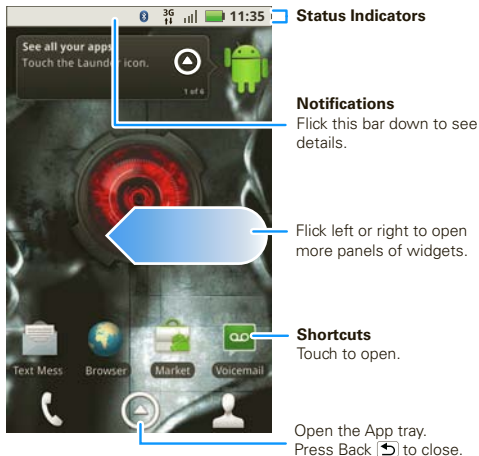 3G
11:35
Status Indicators
See all your apps
Touch the Launder icon.
1 of 6
Notifications
Flick this bar down to see
details.
Flick left or right to open
more panels of widgets.
Shortcuts
Touch to open.
Text Mess
Browser
Market
Voicemail
Open the App tray.
Press Back to close.